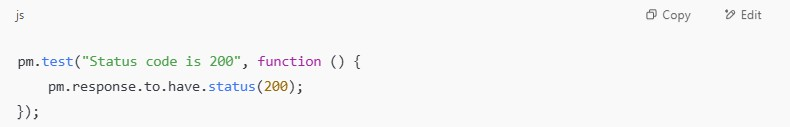 js Copy Edit
pm.test("Status code is 200", function () {
    pm.response.to.have.status(200);
});